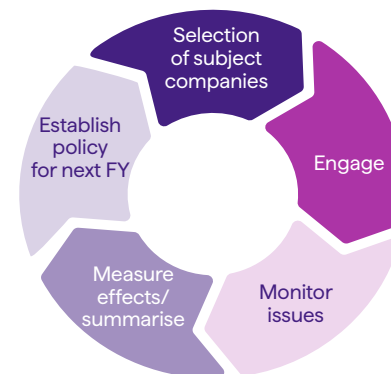 Selection
of subject
companies
Engage
Monitor
issues
Measure
effects/
summarise
Establish
policy
for next FY